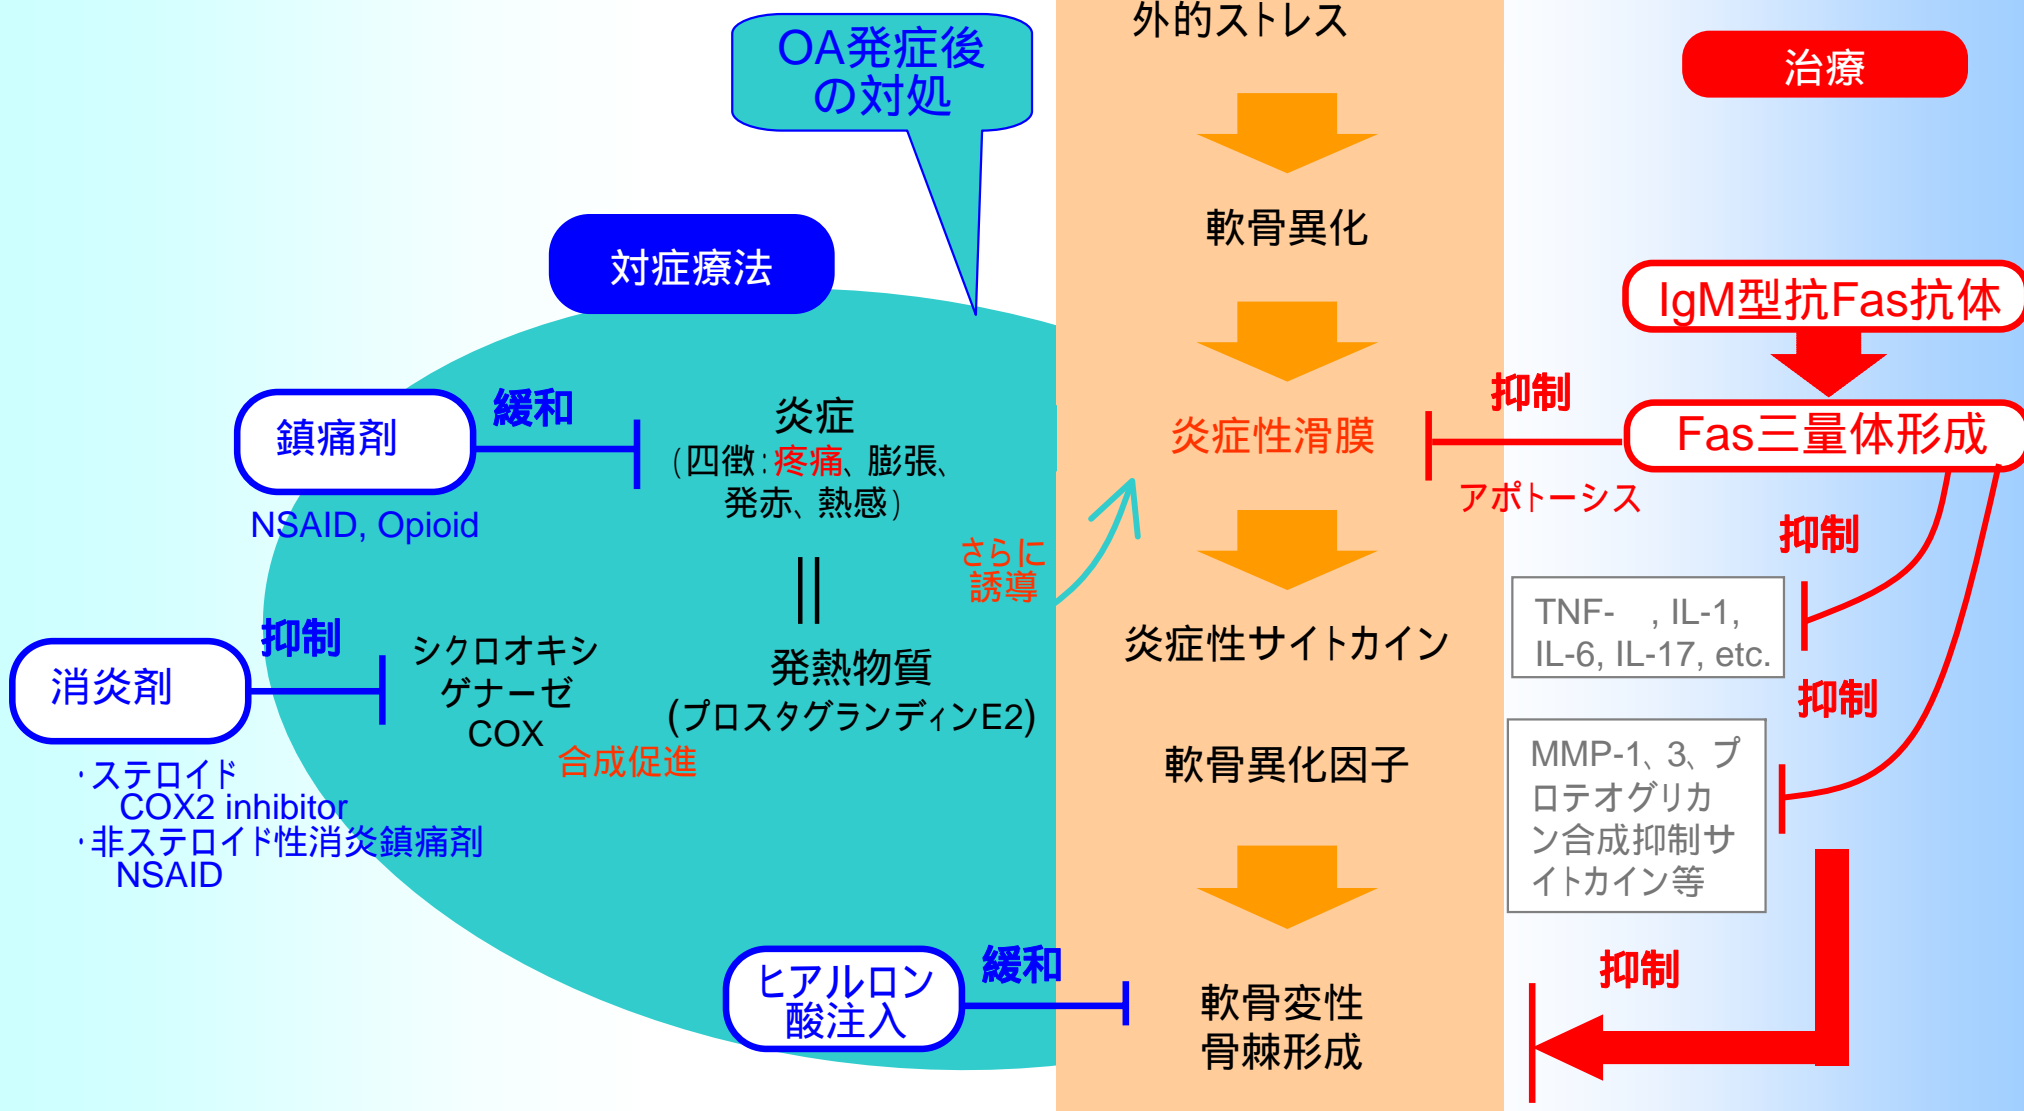 外的ストレス
OA発症後
の対処
治療
軟骨異化
対症療法
IgM型抗Fas抗体
抑制
Fas三量体形成
炎症性滑膜
アポトーシス
緩和
鎮痛剤
NSAID, Opioid
炎症
(四徴:疼痛、膨張、
発赤、熱感)
さらに
誘導
抑制
TNF- , IL-1,
IL-6, IL-17, etc.
炎症性サイトカイン
抑制
消炎剤
シクロオキシ
ゲナーゼ
COX
合成促進
発熱物質
(プロスタグランディンE2)
・ステロイド
COX2 inhibitor
・非ステロイド性消炎鎮痛剤
NSAID
軟骨異化因子
抑制
MMP-1、3、プ
ロテオグリカ
ン合成抑制サ
イトカイン等
ヒアルロン
酸注入
緩和
軟骨変性
骨棘形成
抑制